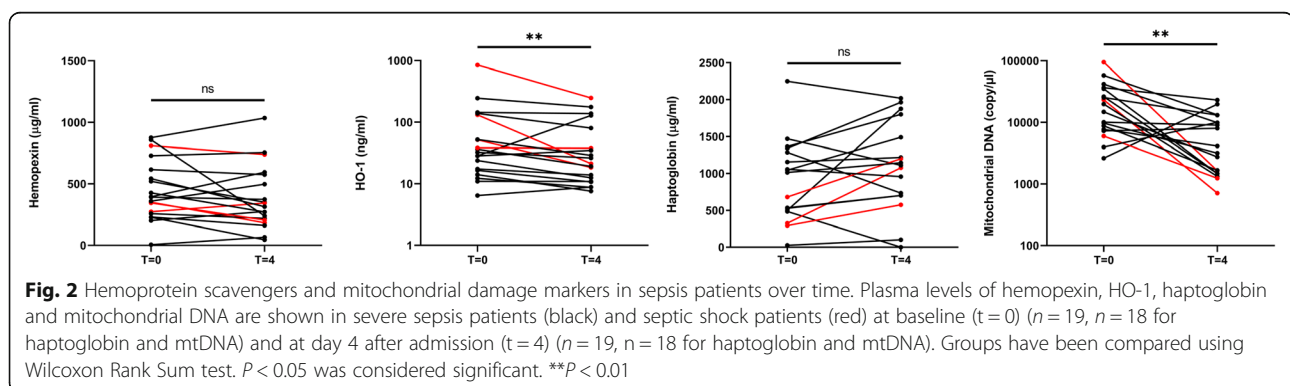 ns
1500
1000
500
0
Hemopexin (µg/ml)
T=0 T=4
**
1000
100
10
1
HO-1 (ng/ml)
T=0 T=4
ns
2500
2000
1500
1000
500
0
Haptoglobin (µg/ml)
T=0 T=4
**
100000
10000
1000
100
Mitochondrial DNA (copy/µl)
T=0 T=4
Fig. 2 Hemoprotein scavengers and mitochondrial damage markers in sepsis patients over time. Plasma levels of hemopexin, HO-1, haptoglobin
and mitochondrial DNA are shown in severe sepsis patients (black) and septic shock patients (red) at baseline (t = 0) (n = 19, n = 18 for
haptoglobin and mtDNA) and at day 4 after admission (t = 4) (n = 19, n = 18 for haptoglobin and mtDNA). Groups have been compared using
Wilcoxon Rank Sum test. P < 0.05 was considered significant. **P < 0.01